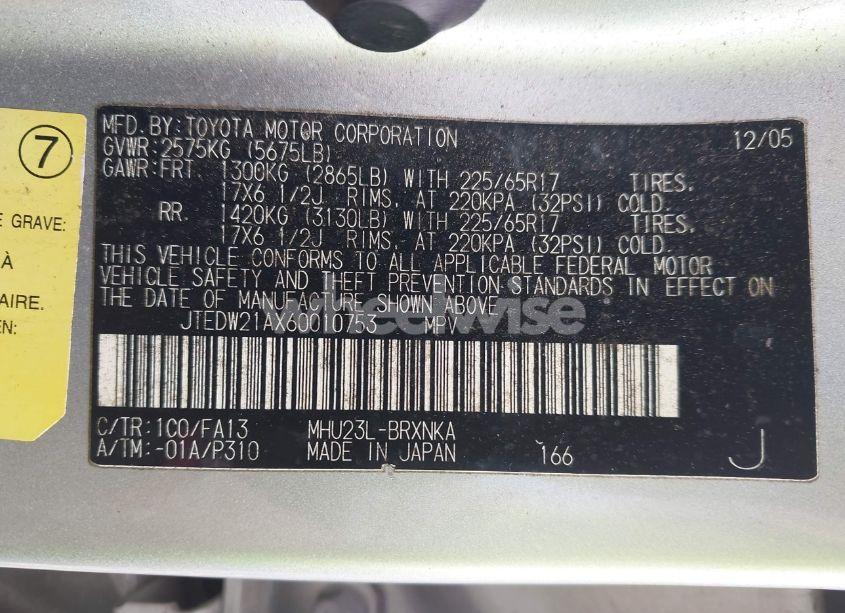 7
E GRAVE:
À
AIRE.
EN:
MFD. BY: TOYOTA MOTOR CORPORATION 12/05
GVWR: 2575KG (5675LB)
GAWR: FRT. 1300KG (2865LB) WITH 225/65R17 TIRES.
17X6 1/2J RIMS. AT 220KPA (32PSI) COLD.
RR. 1420KG (3130LB) WITH 225/65R17 TIRES.
17X6 1/2J RIMS. AT 220KPA (32PSI) COLD.
THIS VEHICLE CONFORMS TO ALL APPLICABLE FEDERAL MOTOR
VEHICLE SAFETY AND THEFT PREVENTION STANDARDS IN EFFECT ON
THE DATE OF MANUFACTURE SHOWN ABOVE.
wheelwise
JTEDW21AX60010753 MPV
C/TR: 1C0/FA13 MHU23L-BRXNKA
A/TM: -01A/P310 MADE IN JAPAN 166 J